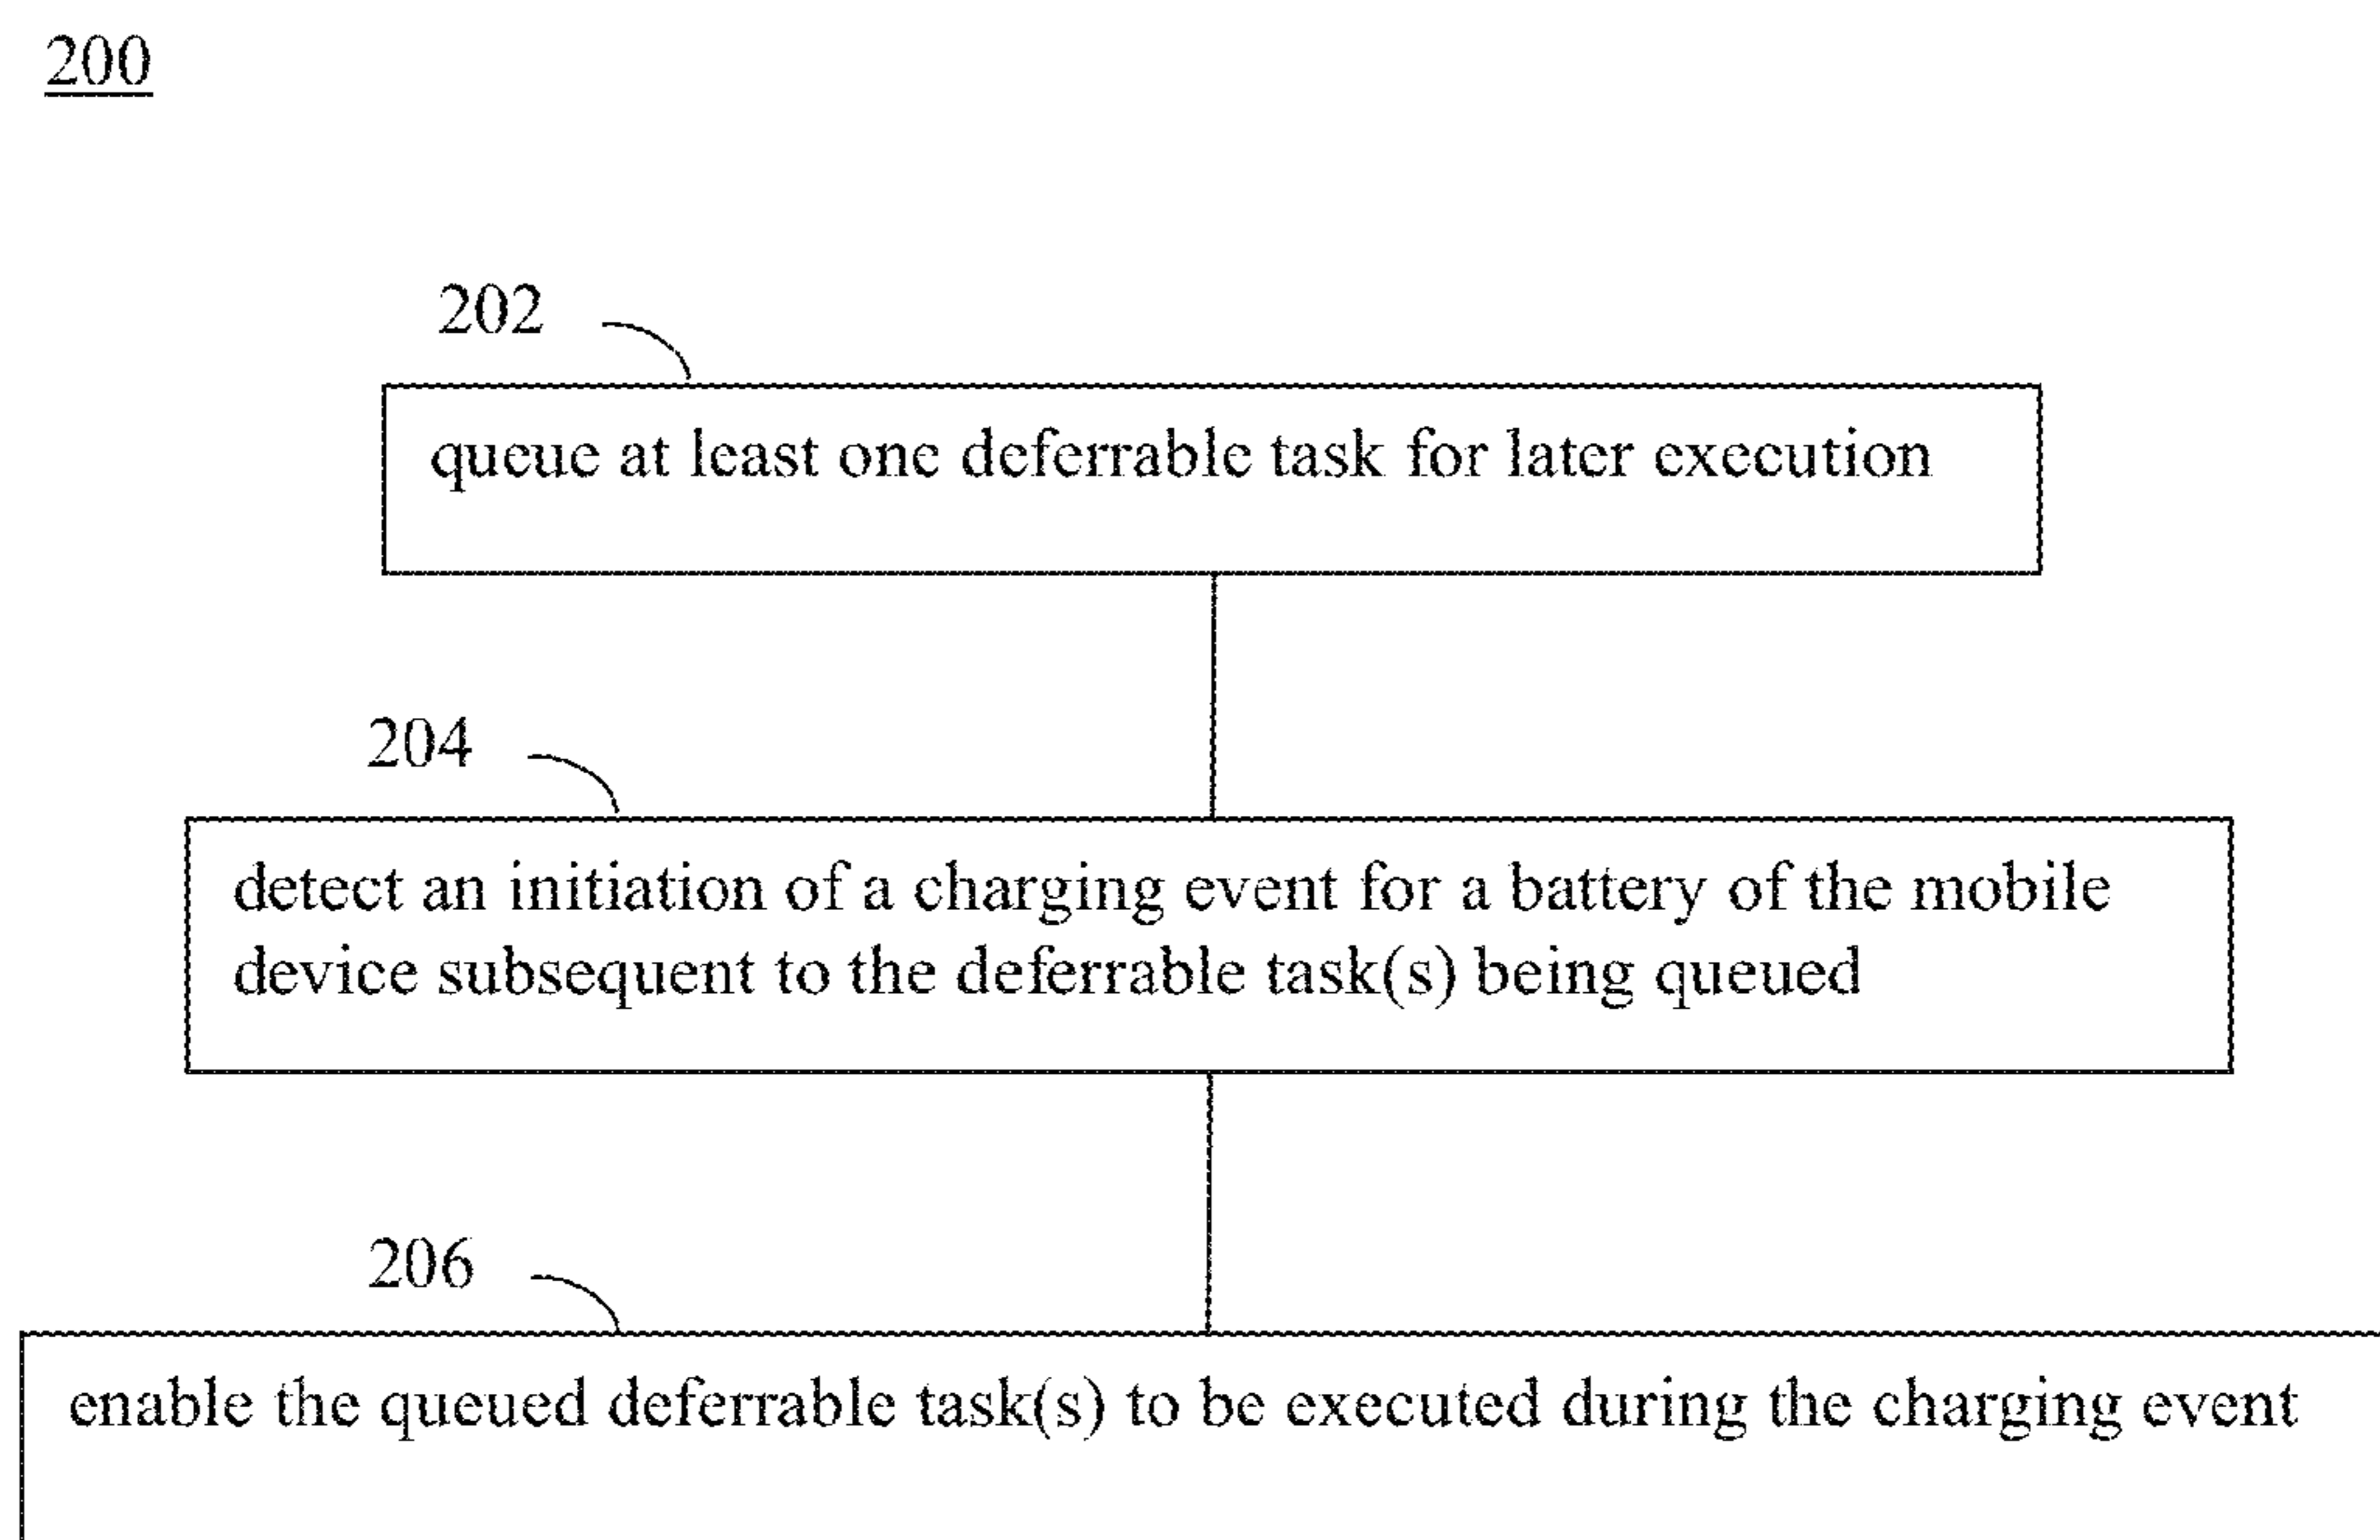 200
202
queue at least one deferrable task for later execution
204
detect an initiation of a charging event for a battery of the mobile
device subsequent to the deferrable task(s) being queued
206
enable the queued deferrable task(s) to be executed during the charging event